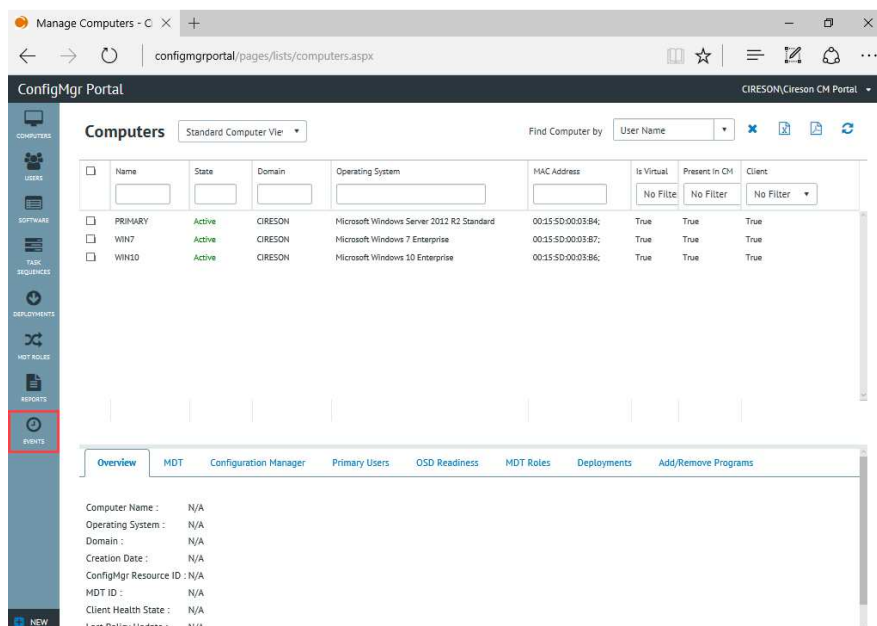 Manage Computers - C
configmgrportal/pages/lists/computers.aspx
ConfigMgr Portal
CIRESON\Cireson CM Portal
COMPUTERS
USERS
SOFTWARE
TASK
SEQUENCES
DEPLOYMENTS
MDT ROLES
REPORTS
EVENTS
NEW
Computers
Standard Computer Vie
Find Computer by
User Name
Name State Domain Operating System MAC Address Is Virtual Present In CM Client
No Filte No Filter No Filter
PRIMARY Active CIRESON Microsoft Windows Server 2012 R2 Standard 00:15:5D:00:03:B4; True True True
WIN7 Active CIRESON Microsoft Windows 7 Enterprise 00:15:5D:00:03:B7; True True True
WIN10 Active CIRESON Microsoft Windows 10 Enterprise 00:15:5D:00:03:B6; True True True
Overview MDT Configuration Manager Primary Users OSD Readiness MDT Roles Deployments Add/Remove Programs
Computer Name : N/A
Operating System : N/A
Domain : N/A
Creation Date : N/A
ConfigMgr Resource ID : N/A
MDT ID : N/A
Client Health State : N/A
Last Policy Update : N/A